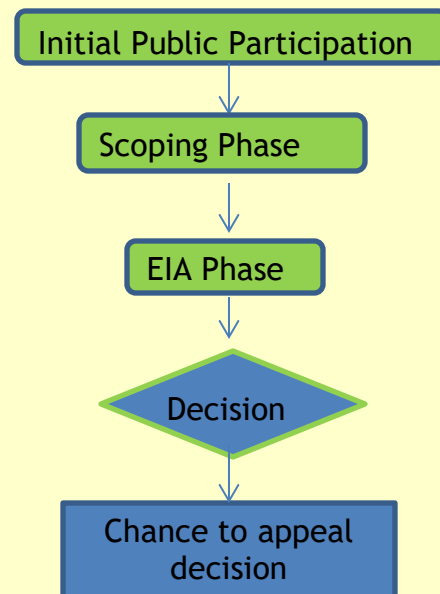 Initial Public Participation
Scoping Phase
EIA Phase
Decision
Chance to appeal
decision